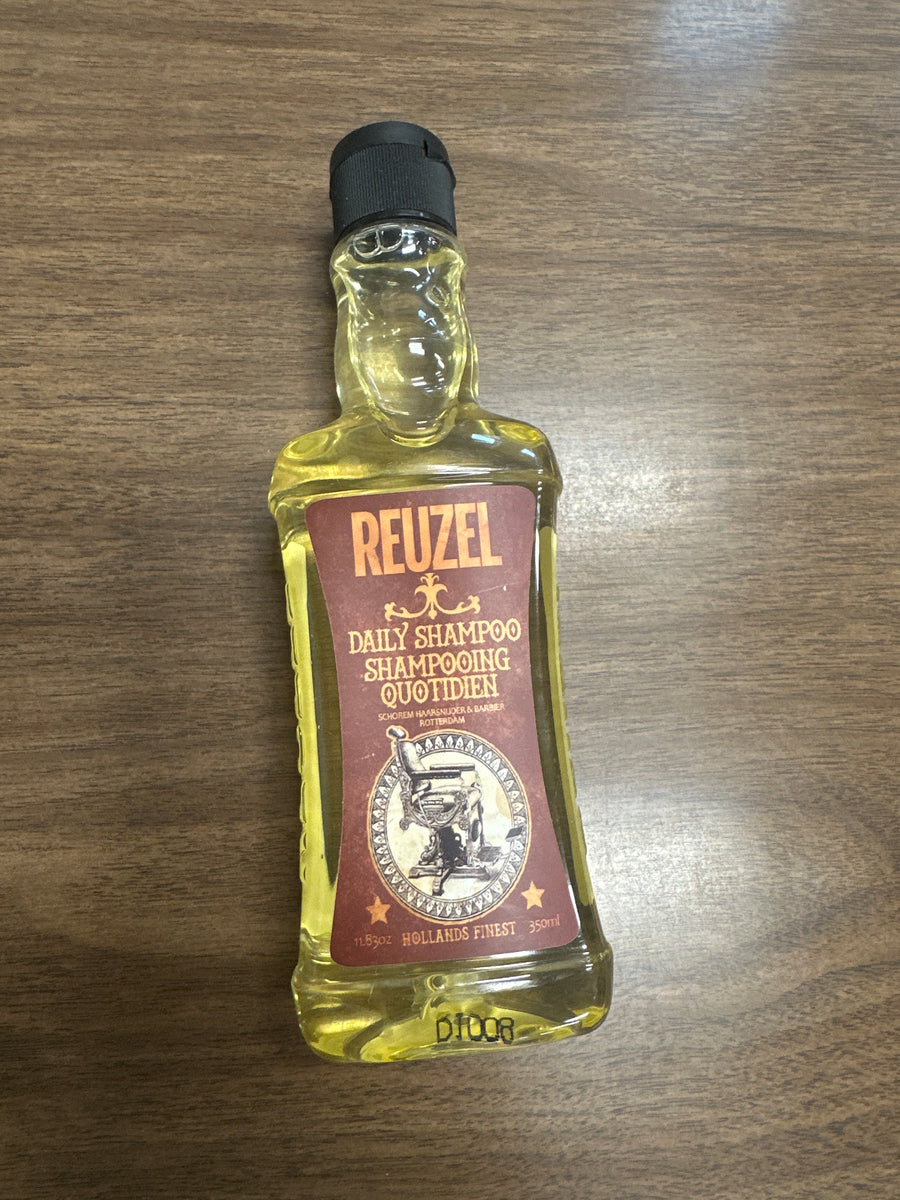 REUZEL
DAILY SHAMPOO
SHAMPOOING
QUOTIDIEN
SCHOREM HAARSNIJDER & BARBIER
ROTTERDAM
11.83oz HOLLANDS FINEST 350ml
D1008